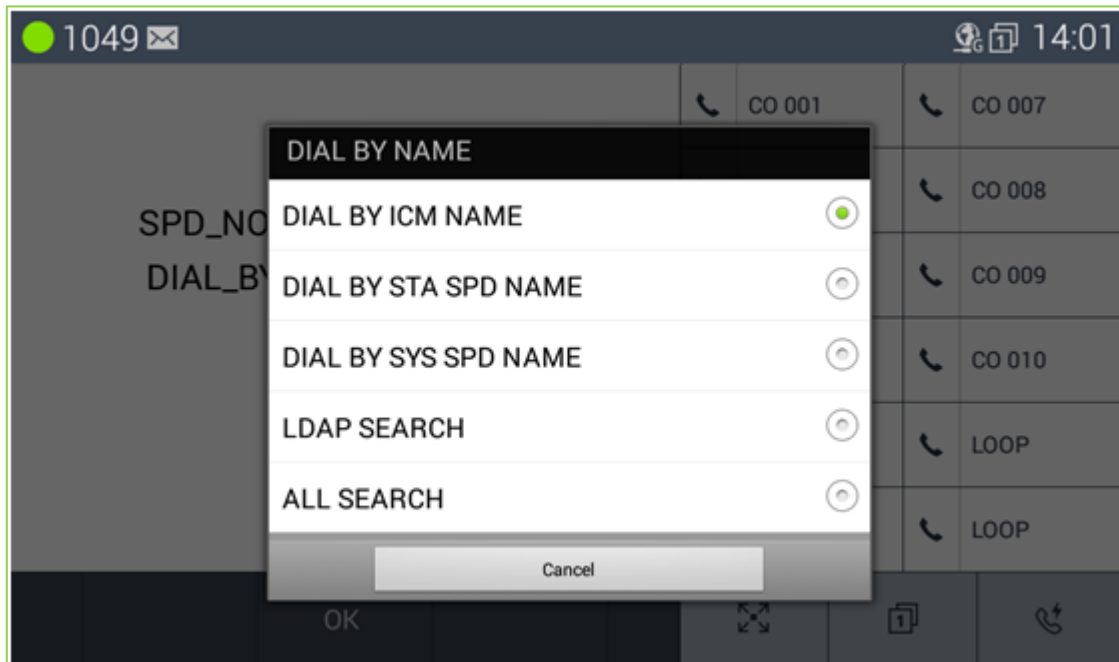 1049
G 1 14:01
CO 001
CO 007
DIAL BY NAME
DIAL BY ICM NAME
CO 008
SPD_NO
DIAL_BY
DIAL BY STA SPD NAME
CO 009
DIAL BY SYS SPD NAME
CO 010
LDAP SEARCH
LOOP
ALL SEARCH
LOOP
Cancel
OK
1